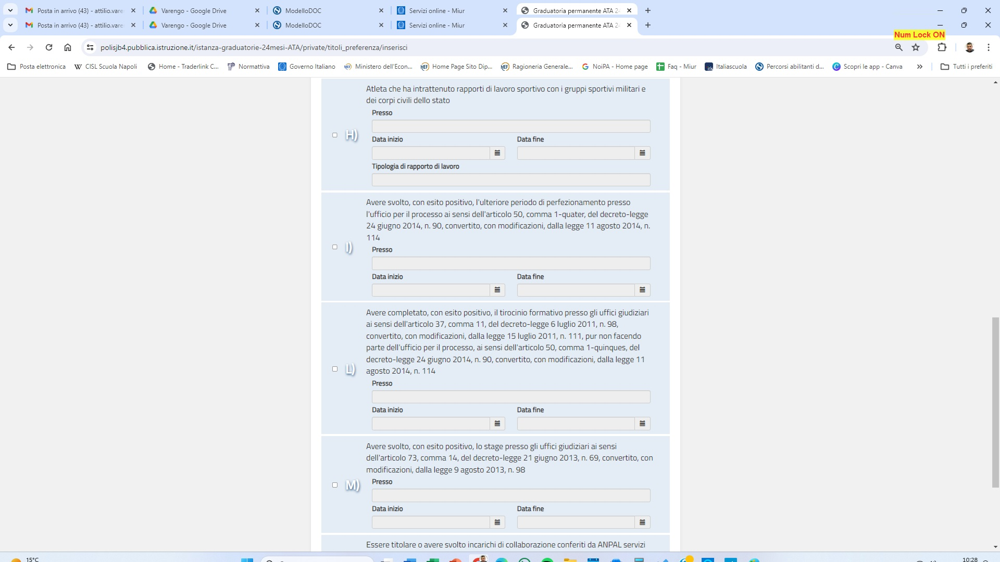 Posta in arrivo (43) - attilio.vare
Varengo - Google Drive
ModelloDOC
Servizi online - Miur
Graduatoria permanente ATA 24
Posta in arrivo (43) - attilio.vare
Varengo - Google Drive
ModelloDOC
Servizi online - Miur
Graduatoria permanente ATA 24
Num Lock ON
polisjb4.pubblica.istruzione.it/istanza-graduatorie-24mesi-ATA/private/titoli_preferenza/inserisci
Posta elettronica
CISL Scuola Napoli
Home - Traderlink C...
Normattiva
Governo Italiano
Ministero dell'Econ...
Home Page Sito Dip...
Ragioneria Generale...
NoiPA - Home page
Faq - Miur
Italiascuola
Percorsi abilitanti d...
Scopri le app - Canva
Tutti i preferiti
Atleta che ha intrattenuto rapporti di lavoro sportivo con i gruppi sportivi militari e
dei corpi civili dello stato
Presso
H)
Data inizio
Data fine
Tipologia di rapporto di lavoro
Avere svolto, con esito positivo, l'ulteriore periodo di perfezionamento presso
l'ufficio per il processo ai sensi dell'articolo 50, comma 1-quater, del decreto-legge
24 giugno 2014, n. 90, convertito, con modificazioni, dalla legge 11 agosto 2014, n.
114
I)
Presso
Data inizio
Data fine
Avere completato, con esito positivo, il tirocinio formativo presso gli uffici giudiziari
ai sensi dell'articolo 37, comma 11, del decreto-legge 6 luglio 2011, n. 98,
convertito, con modificazioni, dalla legge 15 luglio 2011, n. 111, pur non facendo
parte dell'ufficio per il processo, ai sensi dell'articolo 50, comma 1-quinques, del
decreto-legge 24 giugno 2014, n. 90, convertito, con modificazioni, dalla legge 11
agosto 2014, n. 114
L)
Presso
Data inizio
Data fine
Avere svolto, con esito positivo, lo stage presso gli uffici giudiziari ai sensi
dell'articolo 73, comma 14, del decreto-legge 21 giugno 2013, n. 69, convertito, con
modificazioni, dalla legge 9 agosto 2013, n. 98
M)
Presso
Data inizio
Data fine
Essere titolare o avere svolto incarichi di collaborazione conferiti da ANPAL servizi
15°C
10:28